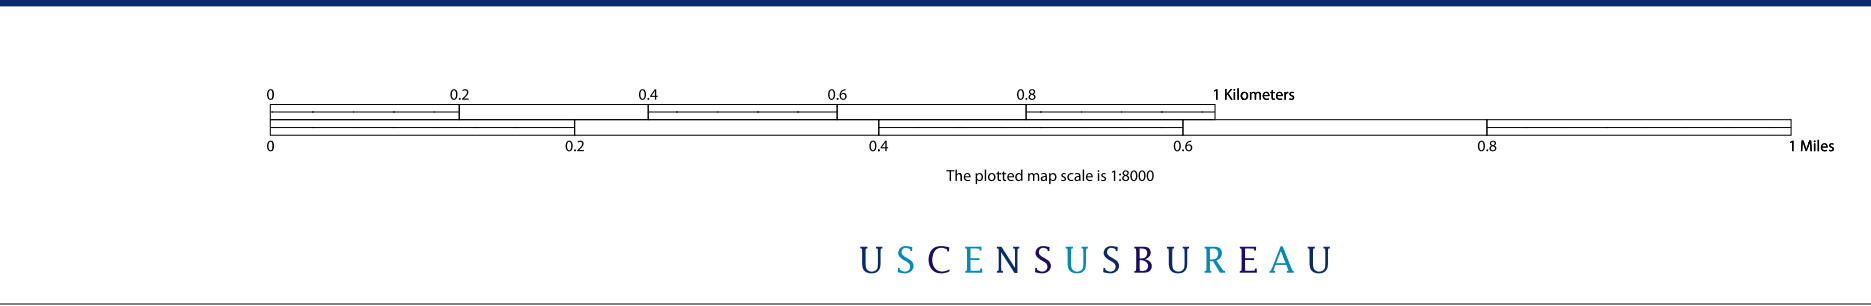 0 0.2 0.4 0.6 0.8 1 Kilometers
0 0.2 0.4 0.6 0.8 1 Miles
The plotted map scale is 1:8000
USCENSUSBUREAU